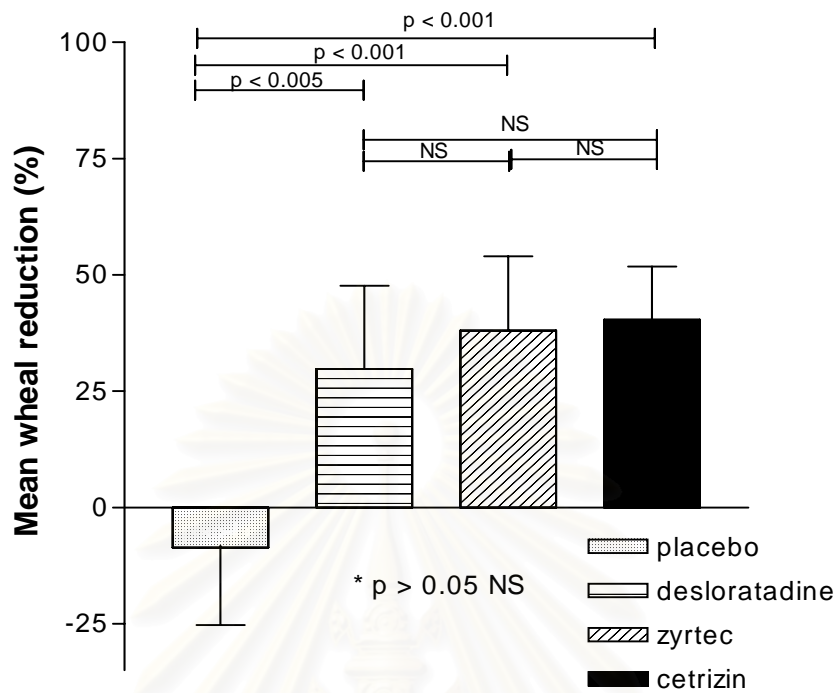 p < 0.001
100
p < 0.001
p < 0.005
NS
NS
NS
75
50
25
0
-25
Mean wheal reduction (%)
* p > 0.05 NS
placebo
desloratadine
zyrtec
cetrizin